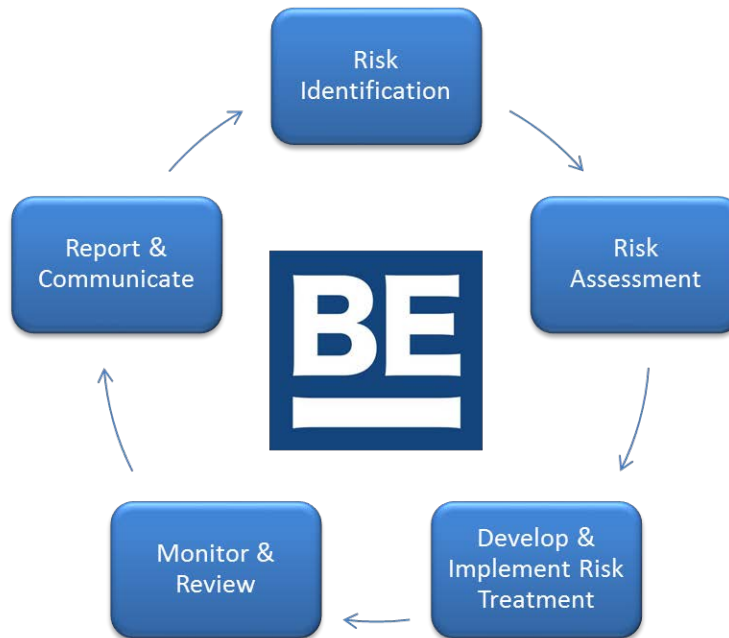 Risk
Identification
Risk
Assessment
Develop &
Implement Risk
Treatment
Monitor &
Review
Report &
Communicate
BE